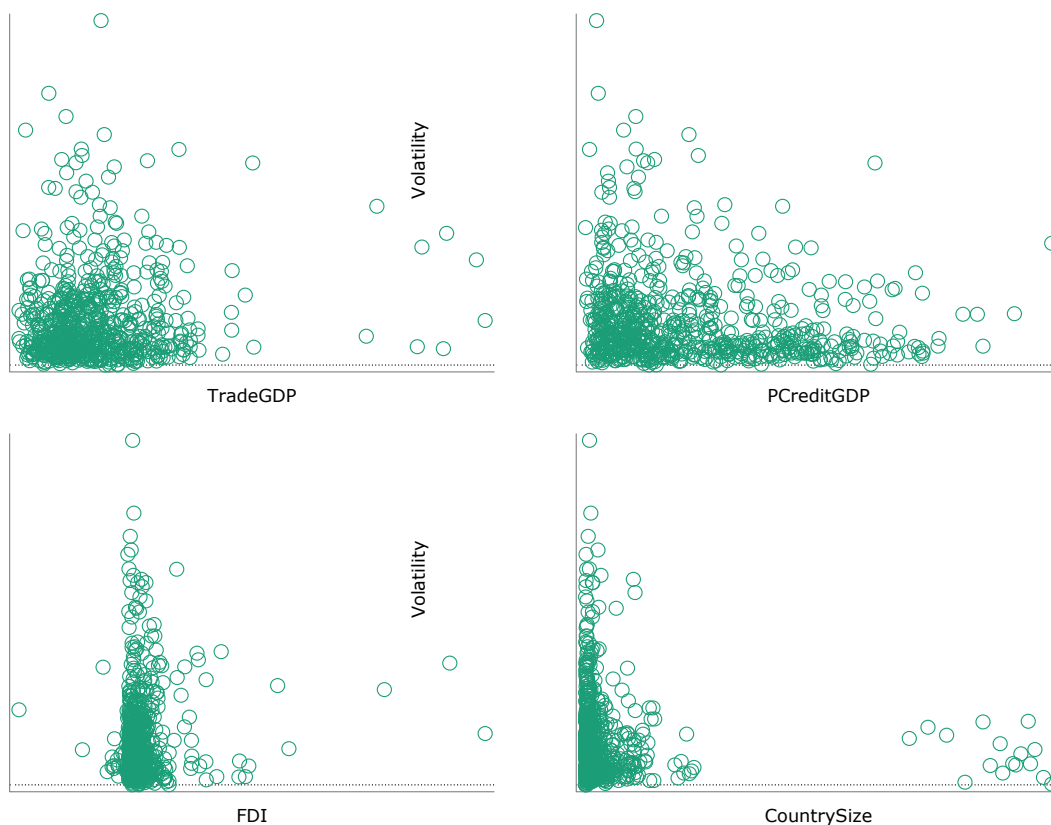 Volatility
TradeGDP
PCreditGDP
Volatility
FDI
CountrySize